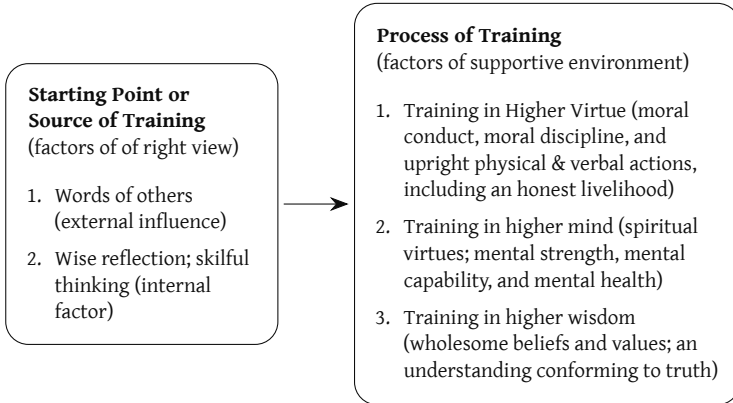 Starting Point or
Source of Training
(factors of of right view)
1. Words of others
(external influence)
2. Wise reflection; skilful
thinking (internal
factor)
Process of Training
(factors of supportive environment)
1. Training in Higher Virtue (moral
conduct, moral discipline, and
upright physical & verbal actions,
including an honest livelihood)
2. Training in higher mind (spiritual
virtues; mental strength, mental
capability, and mental health)
3. Training in higher wisdom
(wholesome beliefs and values; an
understanding conforming to truth)